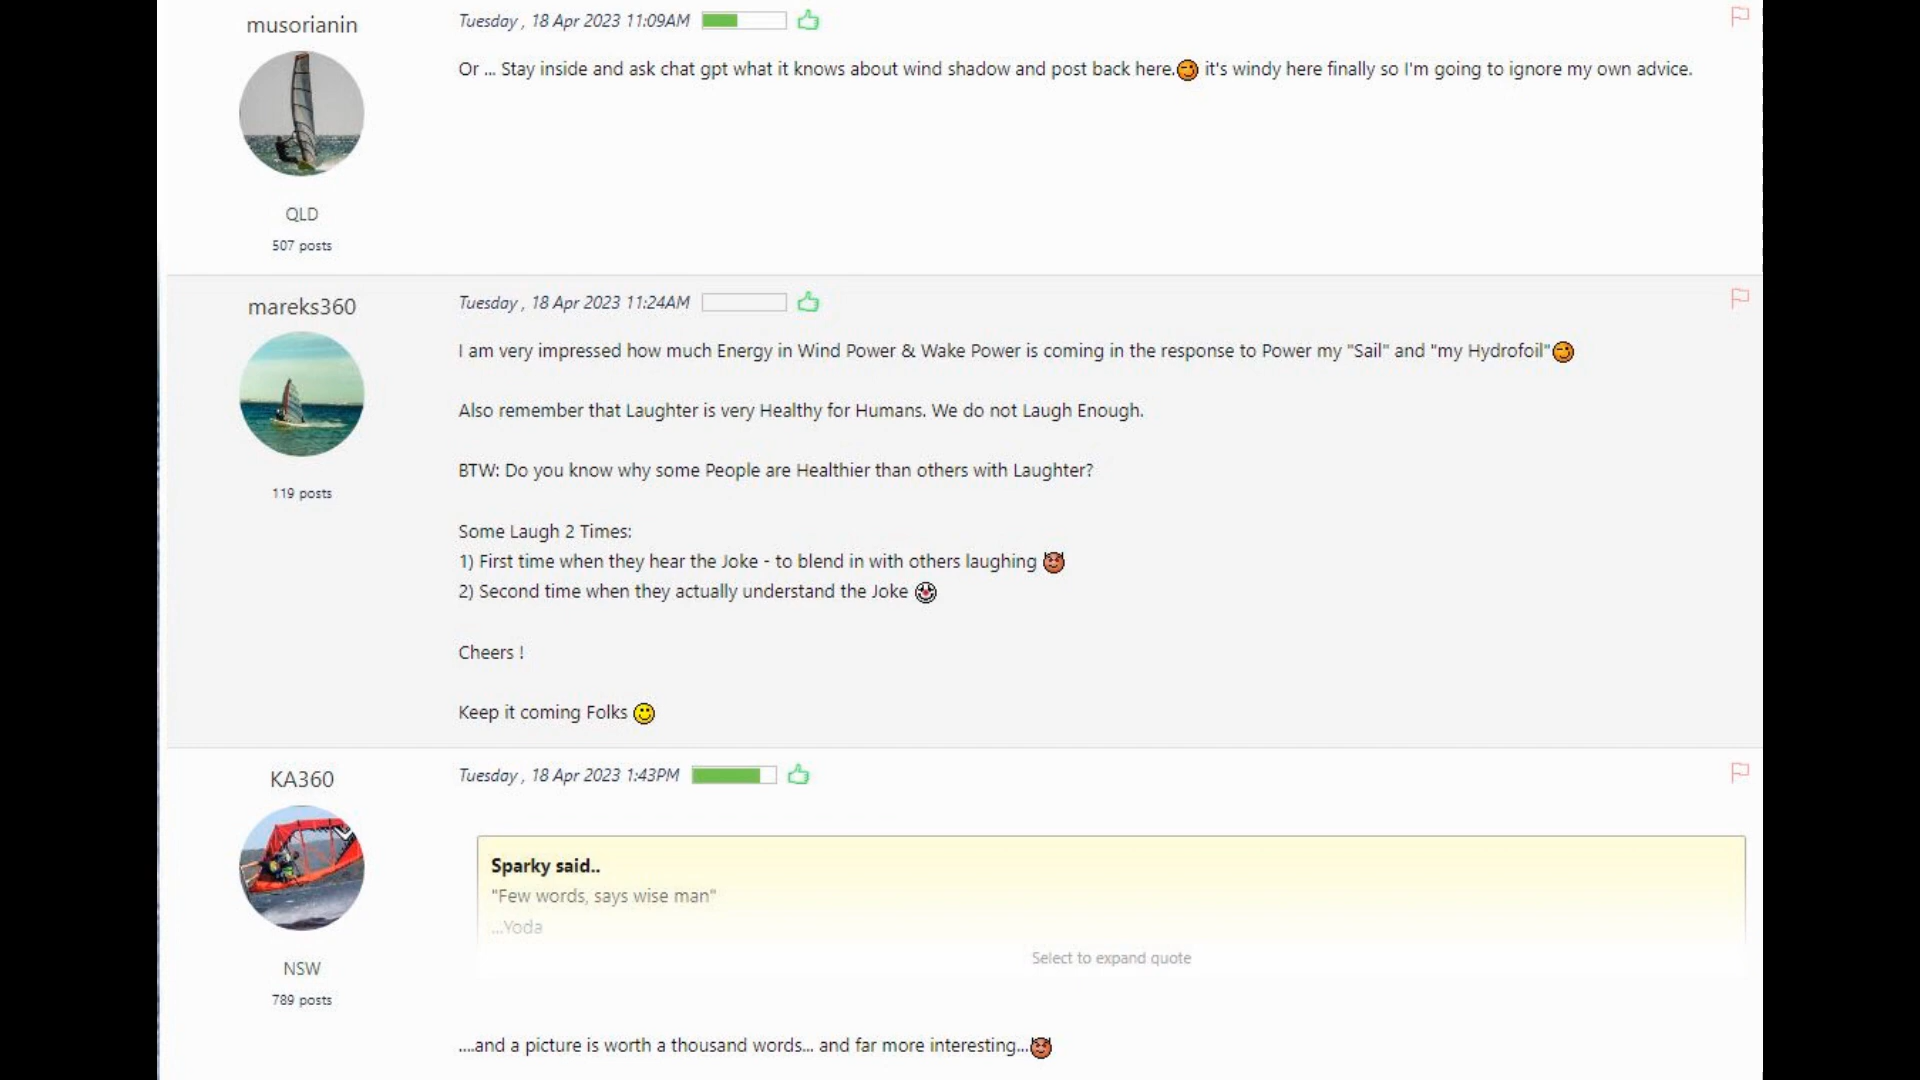 musorianin
Tuesday , 18 Apr 2023 11:09AM
Or ... Stay inside and ask chat gpt what it knows about wind shadow and post back here. it's windy here finally so I'm going to ignore my own advice.
QLD
507 posts
mareks360
Tuesday , 18 Apr 2023 11:24AM
I am very impressed how much Energy in Wind Power & Wake Power is coming in the response to Power my "Sail" and "my Hydrofoil"
Also remember that Laughter is very Healthy for Humans. We do not Laugh Enough.
BTW: Do you know why some People are Healthier than others with Laughter?
119 posts
Some Laugh 2 Times:
1) First time when they hear the Joke - to blend in with others laughing
2) Second time when they actually understand the Joke
Cheers !
Keep it coming Folks
KA360
Tuesday , 18 Apr 2023 1:43PM
Sparky said..
"Few words, says wise man"
...Yoda
Select to expand quote
NSW
789 posts
....and a picture is worth a thousand words... and far more interesting...